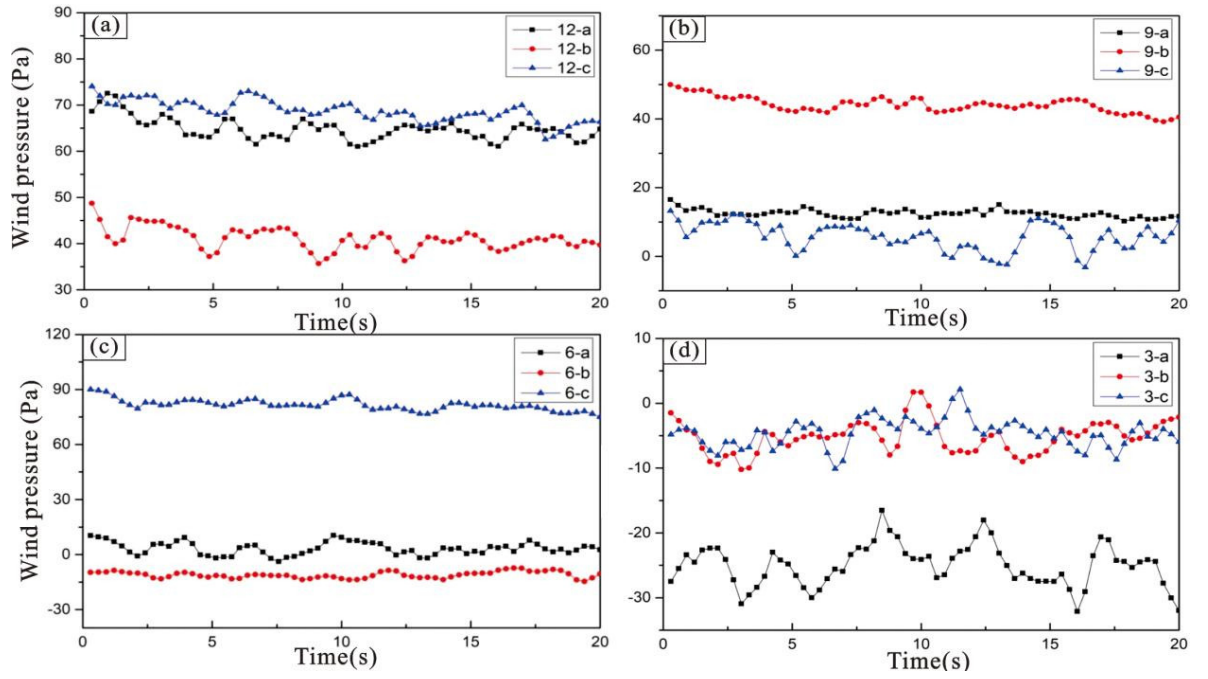 (a)
12-a
12-b
12-c
Wind pressure (Pa)
90
80
70
60
50
40
30
0
5
10
15
20
Time(s)
(b)
9-a
9-b
9-c
60
40
20
0
0
5
10
15
20
Time(s)
(c)
6-a
6-b
6-c
Wind pressure (Pa)
120
90
60
30
0
-30
0
5
10
15
20
Time(s)
(d)
3-a
3-b
3-c
10
0
-10
-20
-30
0
5
10
15
20
Time(s)